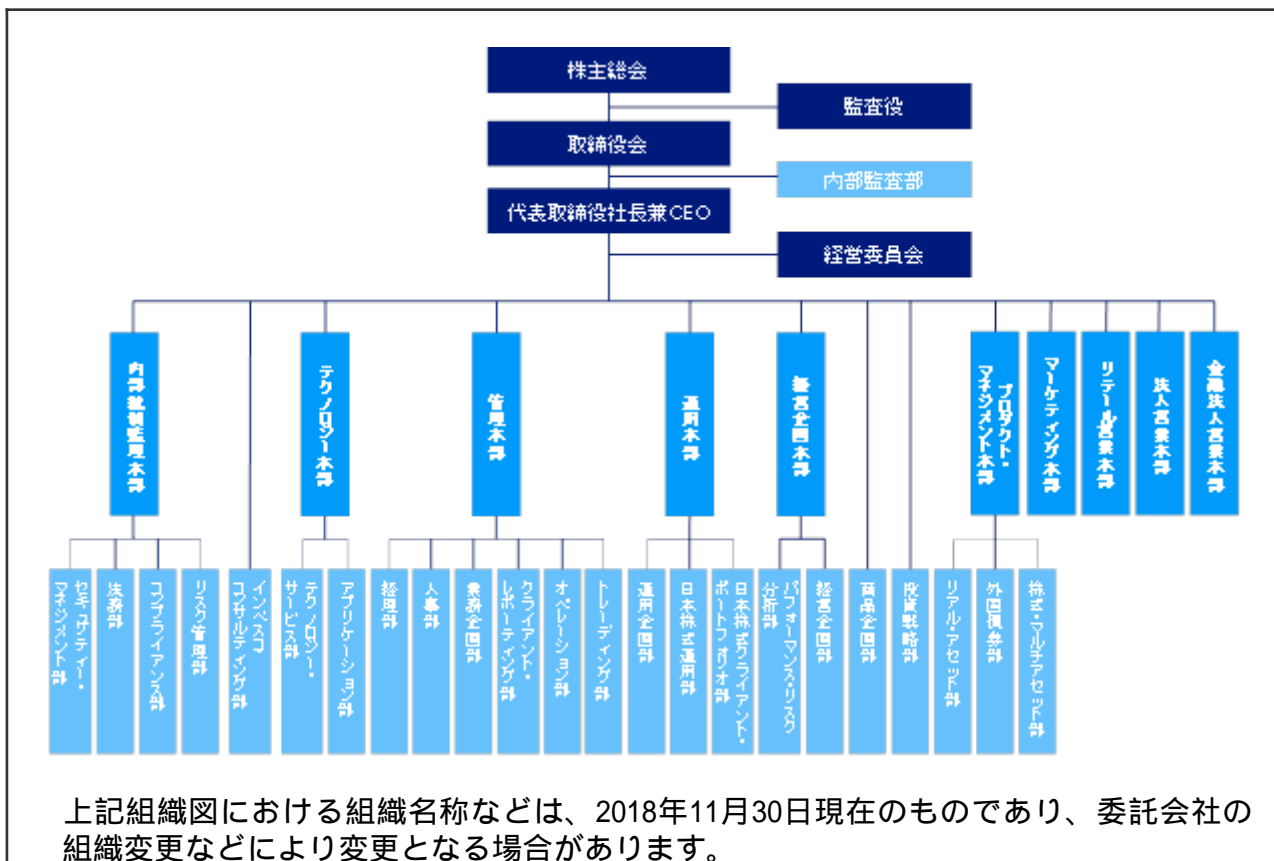 株主総会
監査役
取締役会
内部監査部
代表取締役社長兼CEO
経営委員会
内部統制監理本部
テクノロジー本部
管理本部
運用本部
経営企画本部
プロダクト・
マネジメント本部
マーケティング本部
リテール営業本部
法人営業本部
金融法人営業本部
セキュリティー・
マネジメント部
法務部
コンプライアンス部
リスク管理部
インベスコ
コンサルティング部
テクノロジー・
サービス部
アプリケーション部
経理部
人事部
業務企画部
クライアント・
レポーティング部
オペレーション部
トレーディング部
運用企画部
日本株式運用部
日本株式クライアント・
ポートフォリオ部
パフォーマンス・リスク
分析部
経営企画部
商品企画部
投資戦略部
リアル・アセット部
外国債券部
株式・マルチアセット部
上記組織図における組織名称などは、2018年11月30日現在のものであり、委託会社の
組織変更などにより変更となる場合があります。